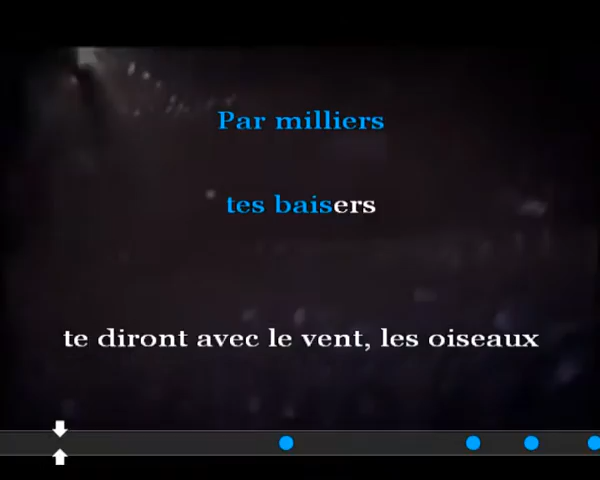 Par milliers
tes baisers
te diront avec le vent, les oiseaux